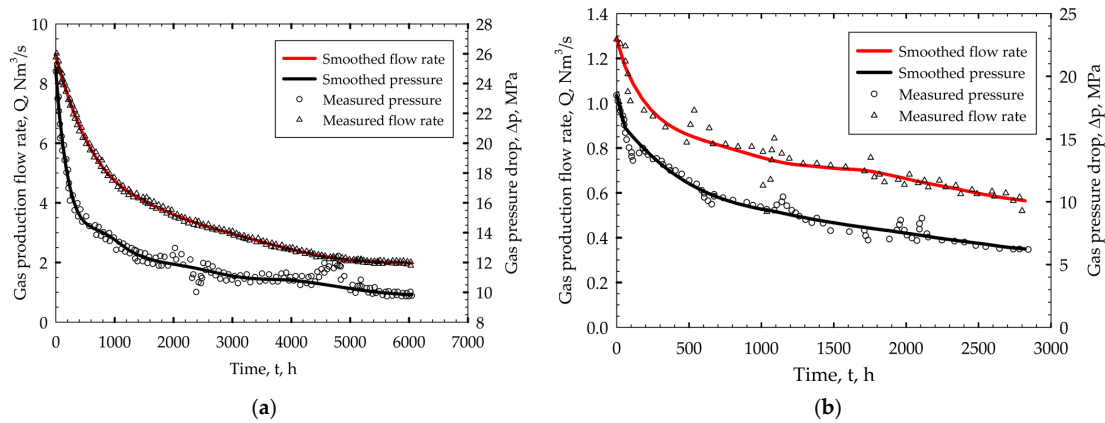 (a)
10
8
6
4
2
0
Gas production flow rate, Q, Nm³/s
28
26
24
22
20
18
16
14
12
10
8
Gas pressure drop, Δp, MPa
Smoothed flow rate
Smoothed pressure
Measured pressure
Measured flow rate
0 1000 2000 3000 4000 5000 6000 7000
Time, t, h
(a)
(b)
1.4
1.2
1.0
0.8
0.6
0.4
0.2
0.0
Gas production flow rate, Q, Nm³/s
25
20
15
10
5
0
Gas pressure drop, Δp, MPa
Smoothed flow rate
Smoothed pressure
Measured pressure
Measured flow rate
0 500 1000 1500 2000 2500 3000
Time, t, h
(b)